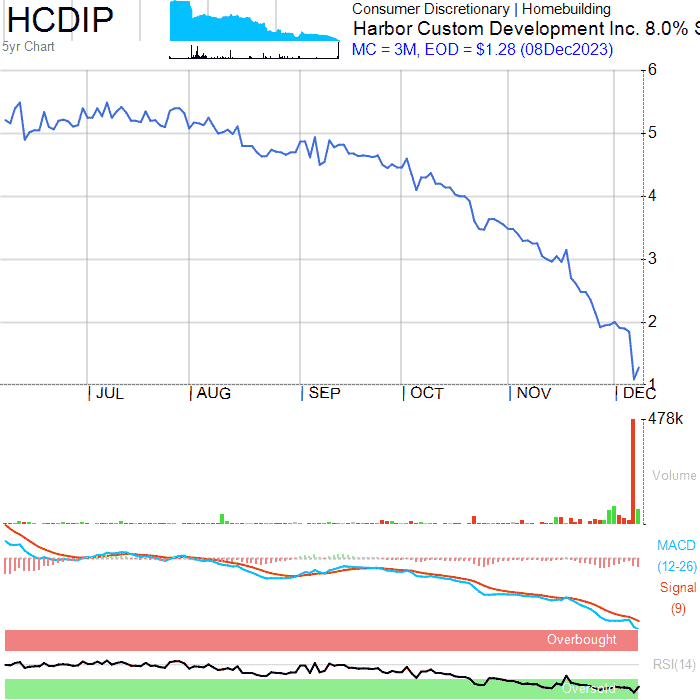 HCDIP
5yr Chart
Consumer Discretionary | Homebuilding
Harbor Custom Development Inc. 8.0% S
MC = 3M, EOD = $1.28 (08Dec2023)
6
5
4
3
2
1
JUL AUG SEP OCT NOV DEC
478k
Volume
MACD
(12-26)
Signal
(9)
Overbought
RSI(14)
Oversold